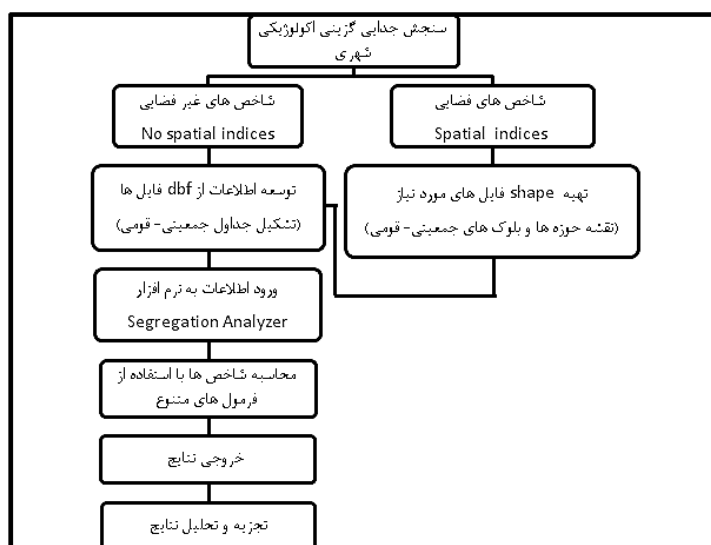 سنجش جدایی گزینی اکولوژیکی
شهری
شاخص های فضایی
Spatial indices
شاخص های غیر فضایی
No spatial indices
تهیه shape فایل های مورد نیاز
(نقشه حوزه ها و بلوک های جمعیتی- قومی)
توسعه اطلاعات از dbf فایل ها
(تشکیل جداول جمعیتی- قومی)
ورود اطلاعات به نرم افزار
Segregation Analyzer
محاسبه شاخص ها با استفاده از
فرمول های متنوع
خروجی نتایج
تجزیه و تحلیل نتایج